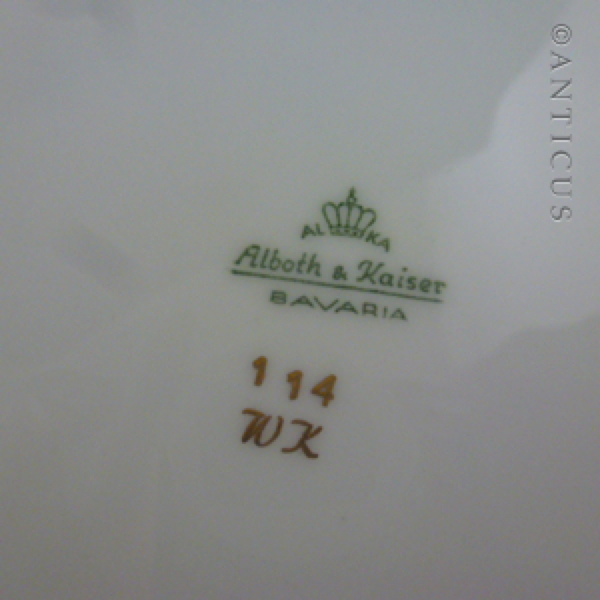 AL KA
Alboth & Kaiser
BAVARIA
114
WK
©ANTICUS